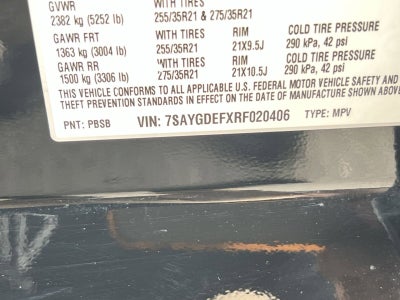 GVWR WITH TIRES
2382 kg (5252 lb) 255/35R21 & 275/35R21
GAWR FRT WITH TIRES RIM COLD TIRE PRESSURE
1363 kg (3004 lb) 255/35R21 21X9.5J 290 kPa, 42 psi
GAWR RR WITH TIRES RIM COLD TIRE PRESSURE
1500 kg (3306 lb) 275/35R21 21X10.5J 290 kPa, 42 psi
THIS VEHICLE CONFORMS TO ALL APPLICABLE U.S. FEDERAL MOTOR VEHICLE SAFETY AND
THEFT PREVENTION STANDARDS IN EFFECT ON THE DATE OF MANUFACTURE SHOWN ABOVE
PNT: PBSB VIN: 7SAYGDEFXRF020406 TYPE: MPV